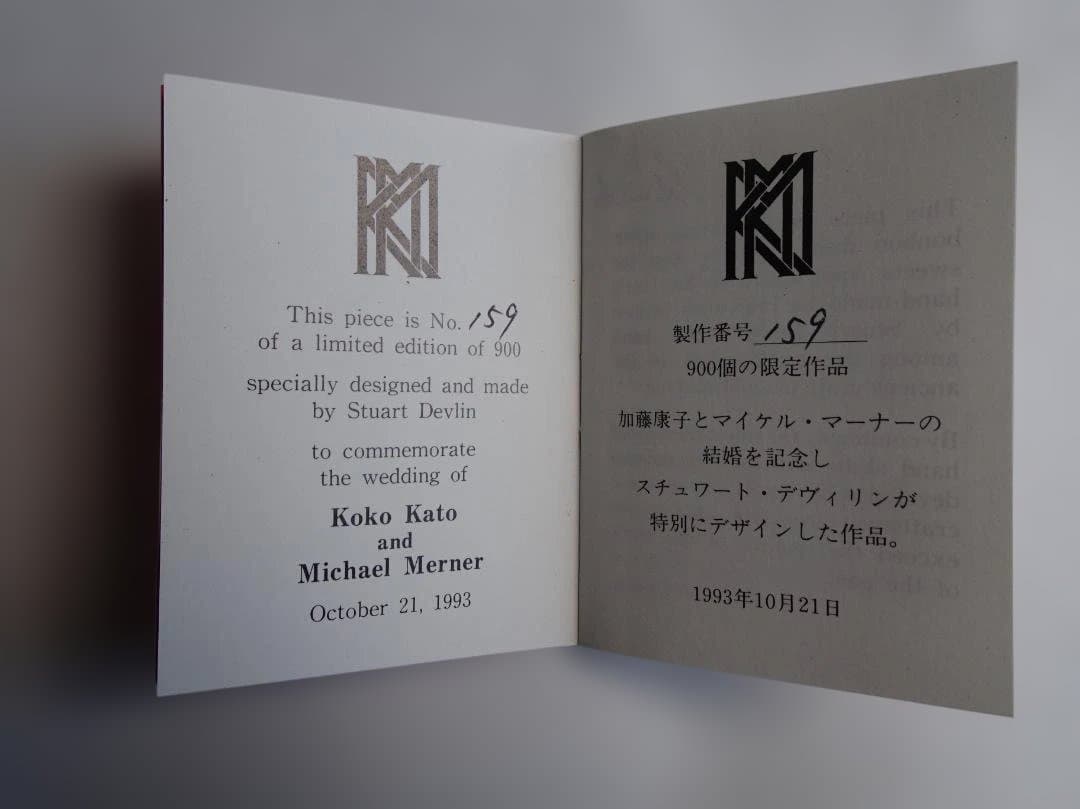 This piece is No. 159
of a limited edition of 900
specially designed and made
by Stuart Devlin
to commemorate
the wedding of
Koko Kato
and
Michael Merner
October 21, 1993
製作番号 159
900個の限定作品
加藤康子とマイケル・マーナーの
結婚を記念し
スチュワート・デヴィリンが
特別にデザインした作品。
1993年10月21日